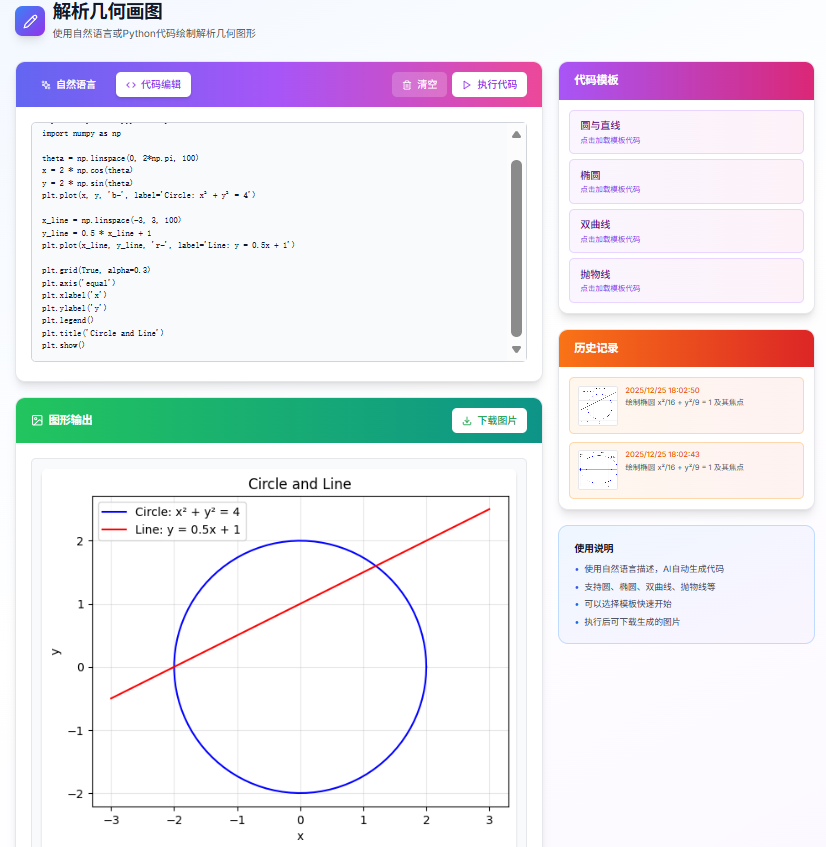 解析几何画图
使用自然语言或Python代码绘制解析几何图形
自然语言
代码编辑
清空
执行代码
import numpy as np
theta = np.linspace(0, 2*np.pi, 100)
x = 2 * np.cos(theta)
y = 2 * np.sin(theta)
plt.plot(x, y, 'b-', label='Circle: x² + y² = 4')
x_line = np.linspace(-3, 3, 100)
y_line = 0.5 * x_line + 1
plt.plot(x_line, y_line, 'r-', label='Line: y = 0.5x + 1')
plt.grid(True, alpha=0.3)
plt.axis('equal')
plt.xlabel('x')
plt.ylabel('y')
plt.legend()
plt.title('Circle and Line')
plt.show()
图形输出
下载图片
Circle and Line
Circle: x² + y² = 4
Line: y = 0.5x + 1
2
1
0
−1
−2
y
−3
−2
−1
0
1
2
3
x
代码模板
圆与直线
点击加载模板代码
椭圆
点击加载模板代码
双曲线
点击加载模板代码
抛物线
点击加载模板代码
历史记录
2025/12/25 18:02:50
绘制椭圆 x²/16 + y²/9 = 1 及其焦点
2025/12/25 18:02:43
绘制椭圆 x²/16 + y²/9 = 1 及其焦点
使用说明
• 使用自然语言描述，AI自动生成代码
• 支持圆、椭圆、双曲线、抛物线等
• 可以选择模板快速开始
• 执行后可下载生成的图片